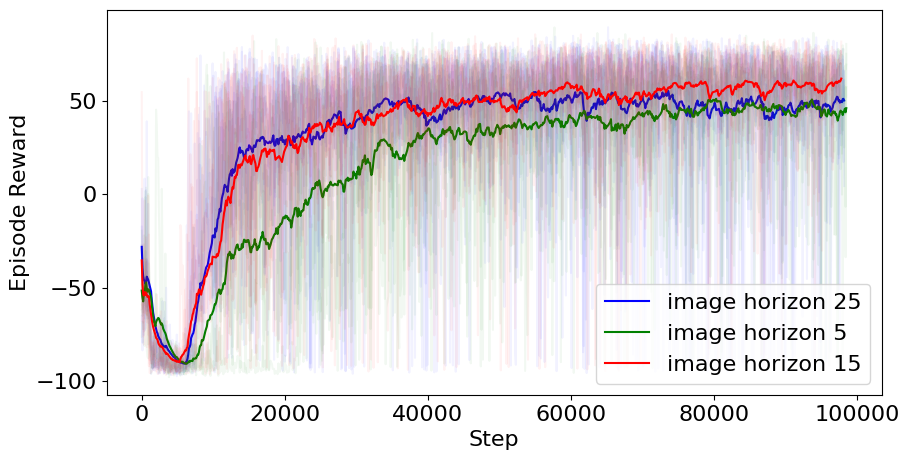 Episode Reward
50
0
−50
−100
0
20000
40000
60000
80000
100000
Step
image horizon 25
image horizon 5
image horizon 15